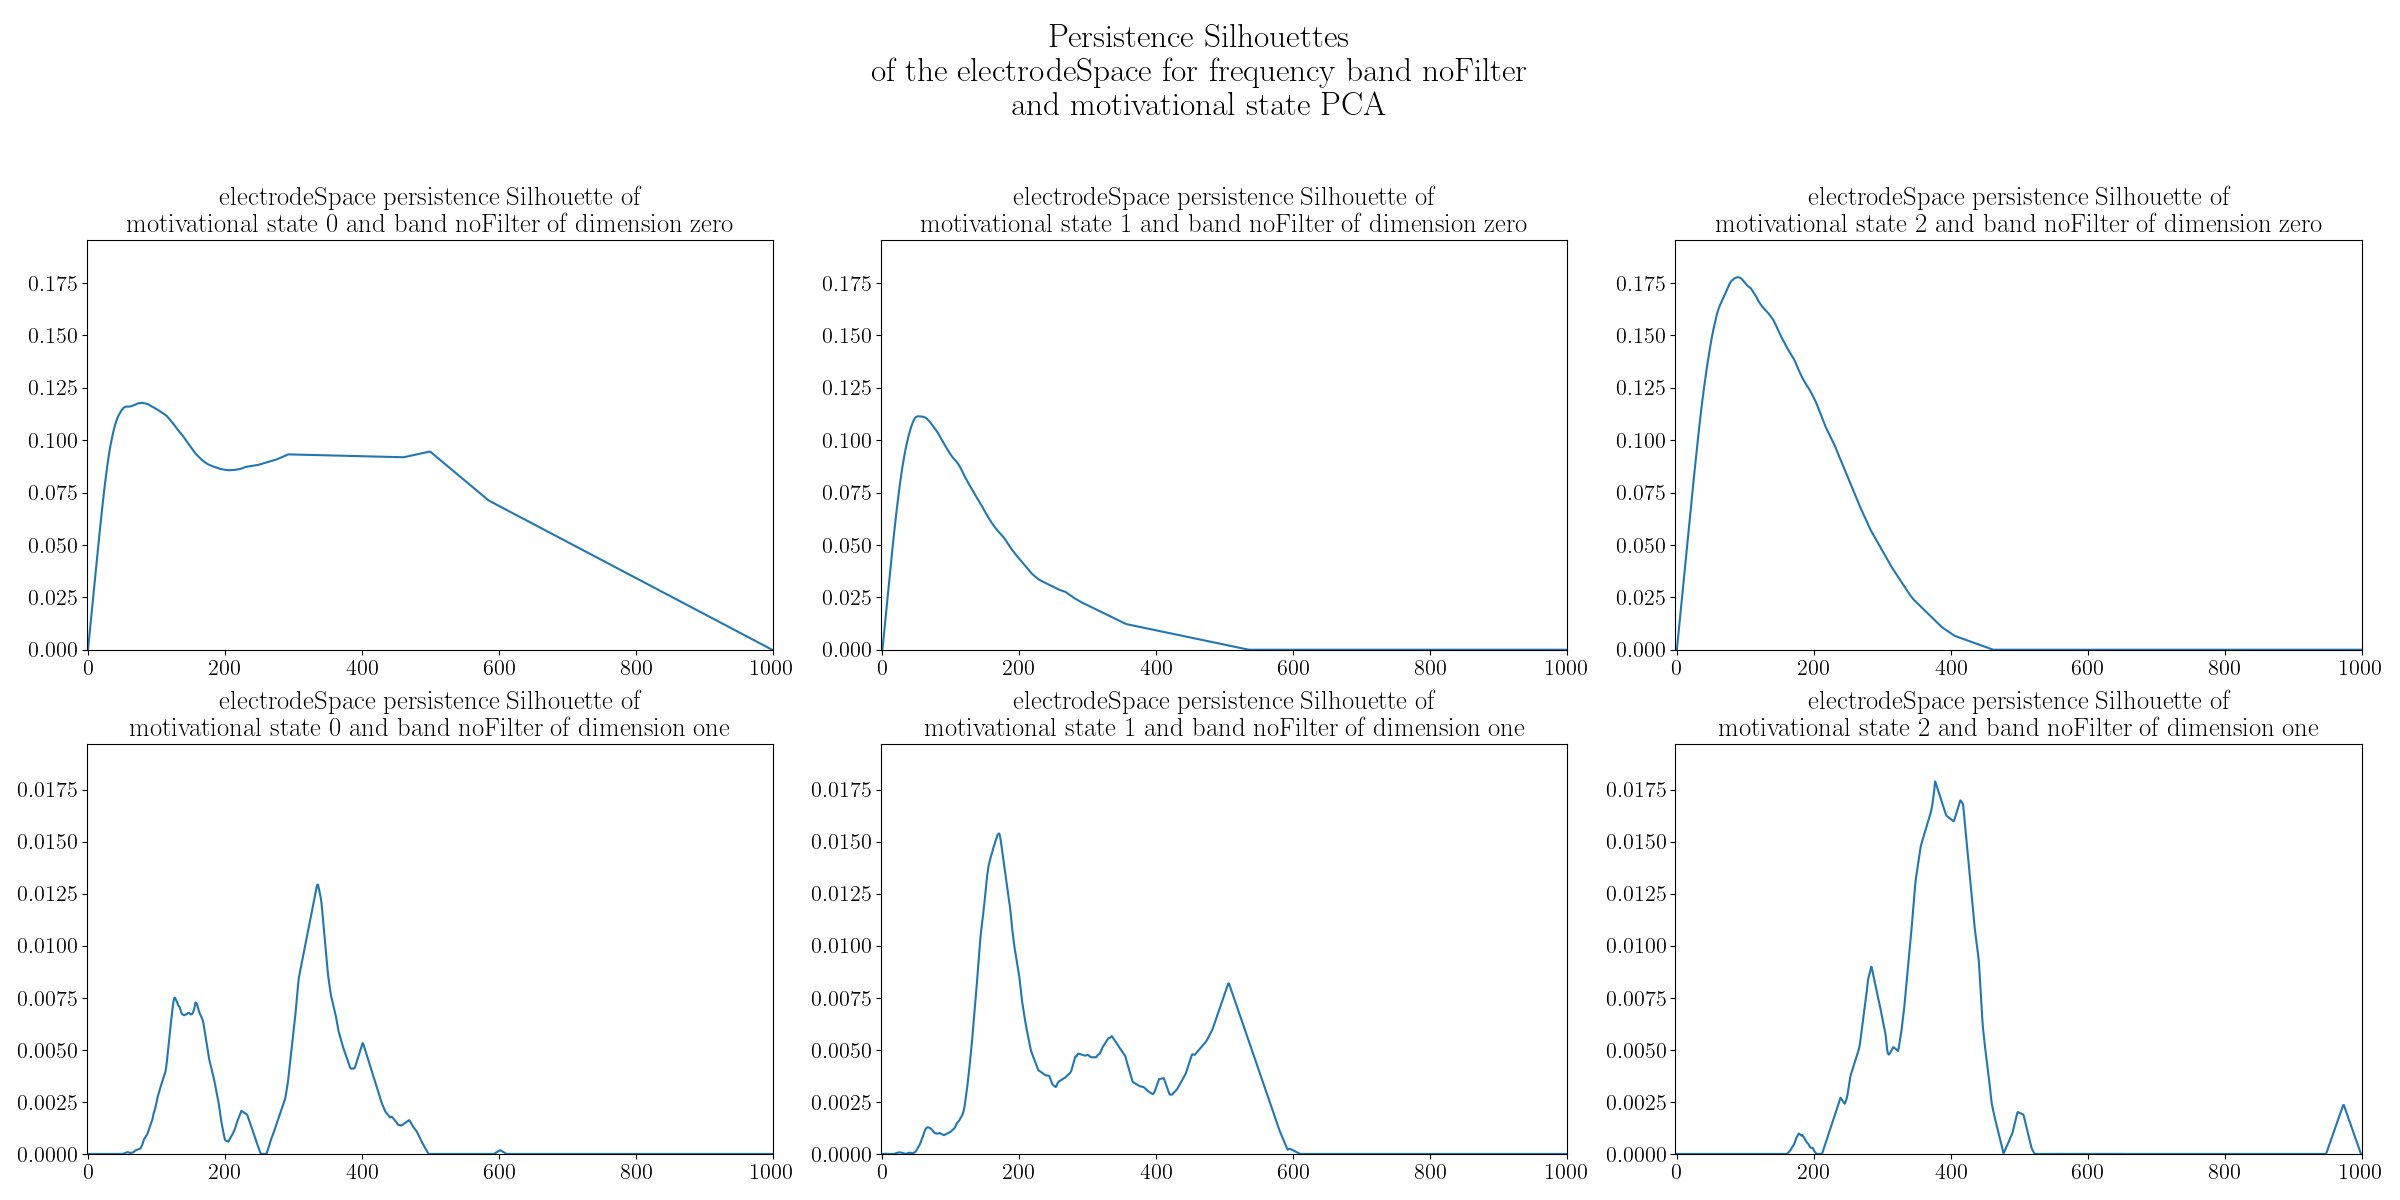 Persistence Silhouettes
of the electrodeSpace for frequency band noFilter
and motivational state PCA
electrodeSpace persistence Silhouette of
motivational state 0 and band noFilter of dimension zero
0.175
0.150
0.125
0.100
0.075
0.050
0.025
0.000
0 200 400 600 800 1000
electrodeSpace persistence Silhouette of
motivational state 1 and band noFilter of dimension zero
0.175
0.150
0.125
0.100
0.075
0.050
0.025
0.000
0 200 400 600 800 1000
electrodeSpace persistence Silhouette of
motivational state 2 and band noFilter of dimension zero
0.175
0.150
0.125
0.100
0.075
0.050
0.025
0.000
0 200 400 600 800 1000
electrodeSpace persistence Silhouette of
motivational state 0 and band noFilter of dimension one
0.0175
0.0150
0.0125
0.0100
0.0075
0.0050
0.0025
0.0000
0 200 400 600 800 1000
electrodeSpace persistence Silhouette of
motivational state 1 and band noFilter of dimension one
0.0175
0.0150
0.0125
0.0100
0.0075
0.0050
0.0025
0.0000
0 200 400 600 800 1000
electrodeSpace persistence Silhouette of
motivational state 2 and band noFilter of dimension one
0.0175
0.0150
0.0125
0.0100
0.0075
0.0050
0.0025
0.0000
0 200 400 600 800 1000